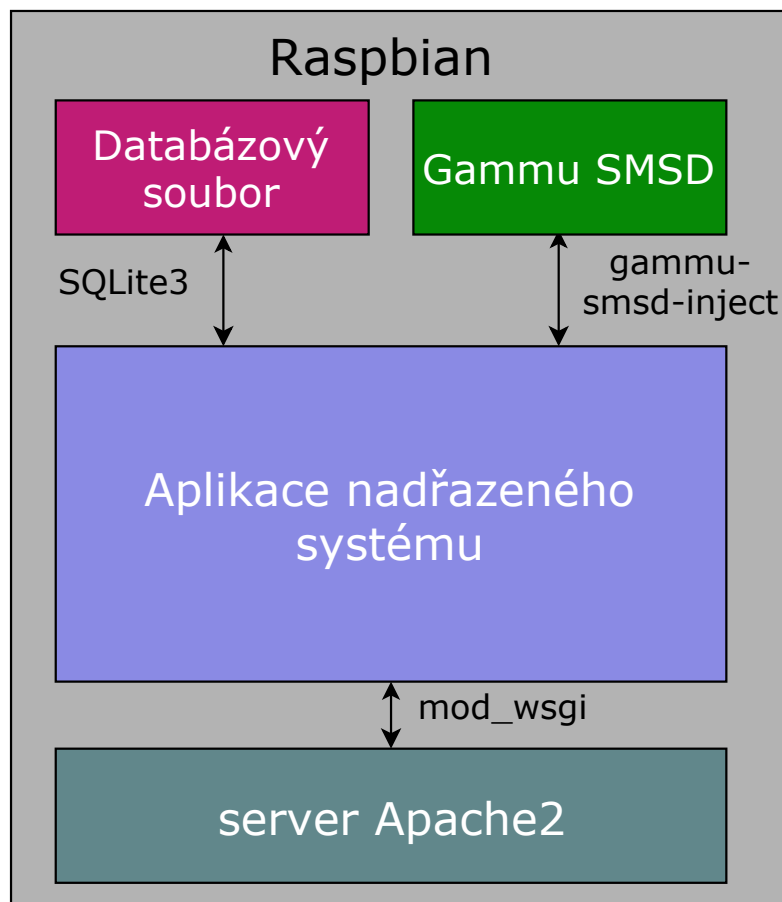 Raspbian
Databázový
soubor
Gammu SMSD
SQLite3
gammu-
smsd-inject
Aplikace nadřazeného
systému
mod_wsgi
server Apache2